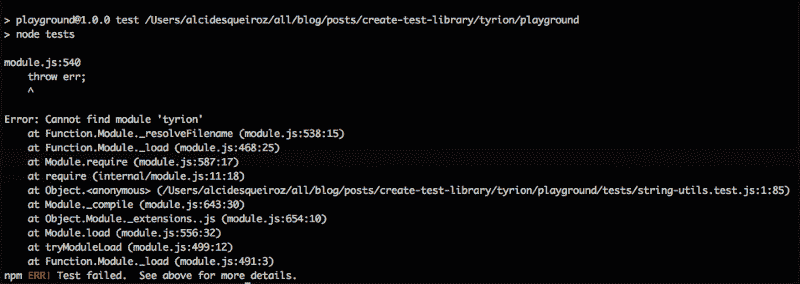 > playground@1.0.0 test /Users/alcidesqueiroz/all/blog/posts/create-test-library/tyrion/playground
> node tests
module.js:540
throw err;
^
Error: Cannot find module 'tyrion'
at Function.Module._resolveFilename (module.js:538:15)
at Function.Module._load (module.js:468:25)
at Module.require (module.js:587:17)
at require (internal/module.js:11:18)
at Object.<anonymous> (/Users/alcidesqueiroz/all/blog/posts/create-test-library/tyrion/playground/tests/string-utils.test.js:1:85)
at Module._compile (module.js:643:30)
at Object.Module._extensions..js (module.js:654:10)
at Module.load (module.js:556:32)
at tryModuleLoad (module.js:499:12)
at Function.Module._load (module.js:491:3)
npm ERR! Test failed.  See above for more details.